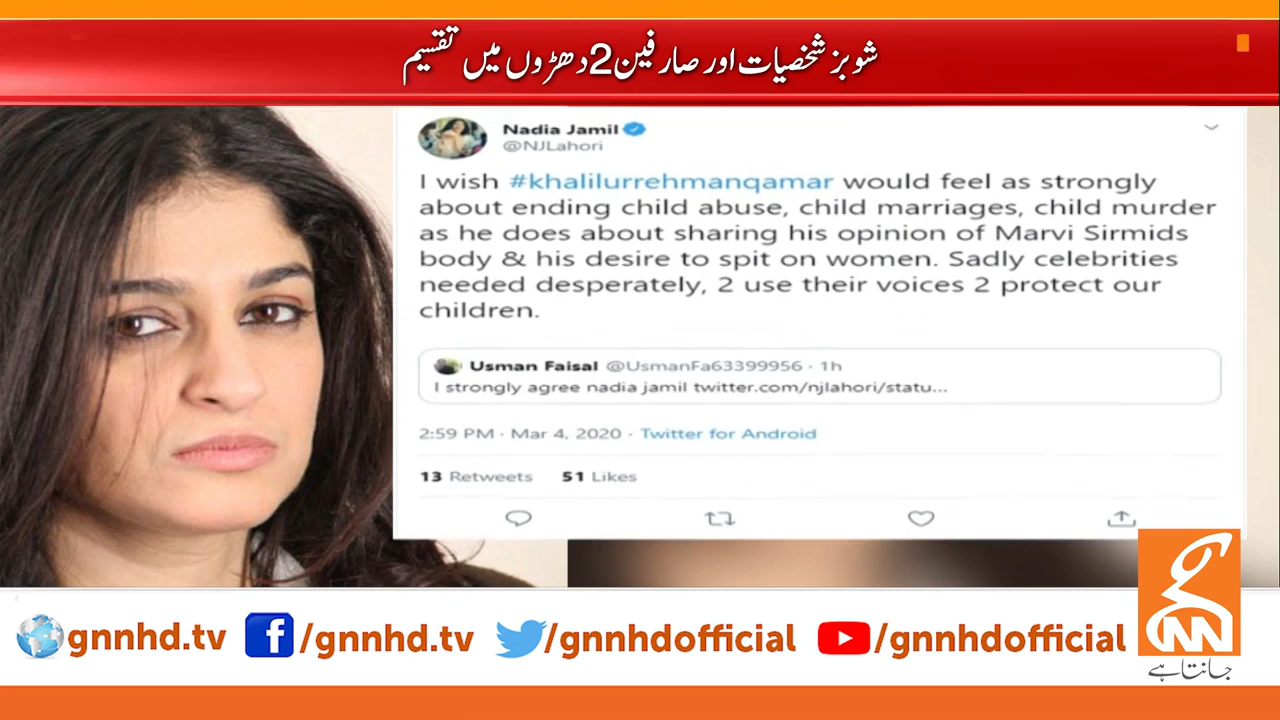 شوبز شخصیات اور صارفین 2 دھڑوں میں تقسیم
Nadia Jamil
@NJLahori
I wish #khalilurrehmanqamar would feel as strongly
about ending child abuse, child marriages, child murder
as he does about sharing his opinion of Marvi Sirmids
body & his desire to spit on women. Sadly celebrities
needed desperately, 2 use their voices 2 protect our
children.
Usman Faisal @UsmanFa63399956 · 1h
I strongly agree nadia jamil twitter.com/njlahori/statu...
2:59 PM · Mar 4, 2020 · Twitter for Android
13 Retweets 51 Likes
gnnhd.tv /gnnhd.tv /gnnhdofficial /gnnhdofficial
GNN
جانتا ہے